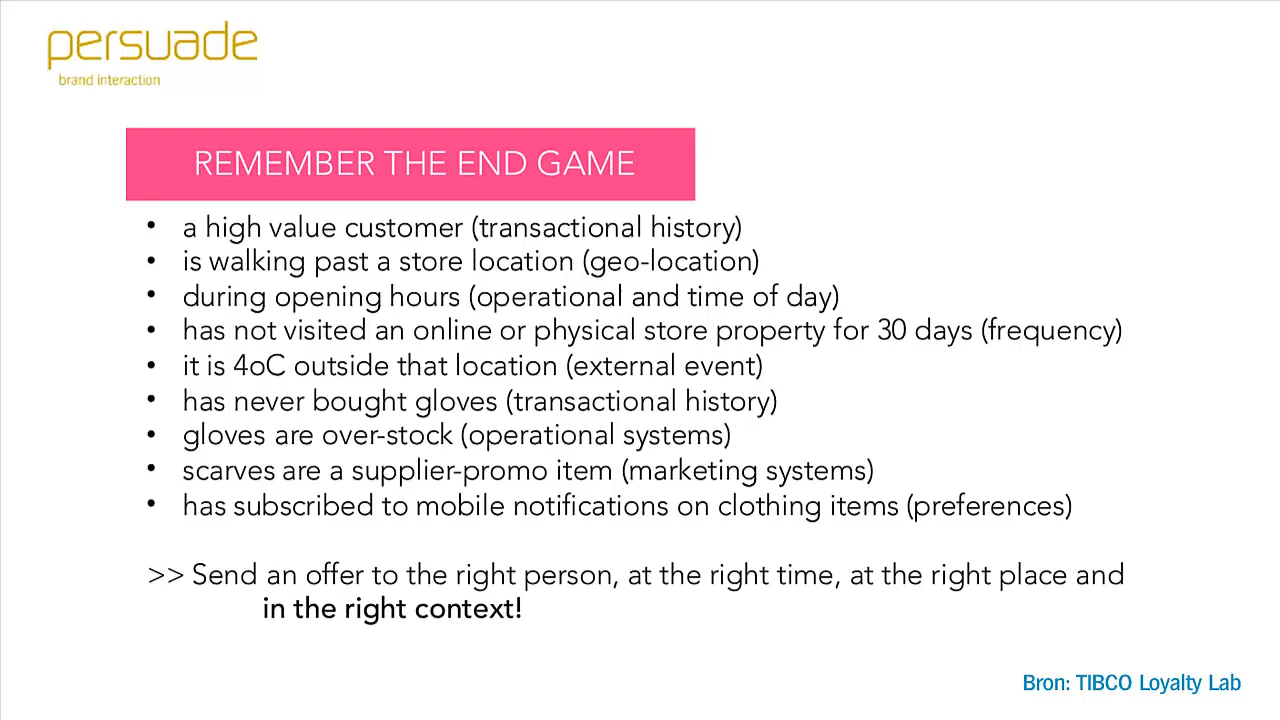 persuade
brand interaction
REMEMBER THE END GAME
• a high value customer (transactional history)
• is walking past a store location (geo-location)
• during opening hours (operational and time of day)
• has not visited an online or physical store property for 30 days (frequency)
• it is 4oC outside that location (external event)
• has never bought gloves (transactional history)
• gloves are over-stock (operational systems)
• scarves are a supplier-promo item (marketing systems)
• has subscribed to mobile notifications on clothing items (preferences)
>> Send an offer to the right person, at the right time, at the right place and
in the right context!
Bron: TIBCO Loyalty Lab